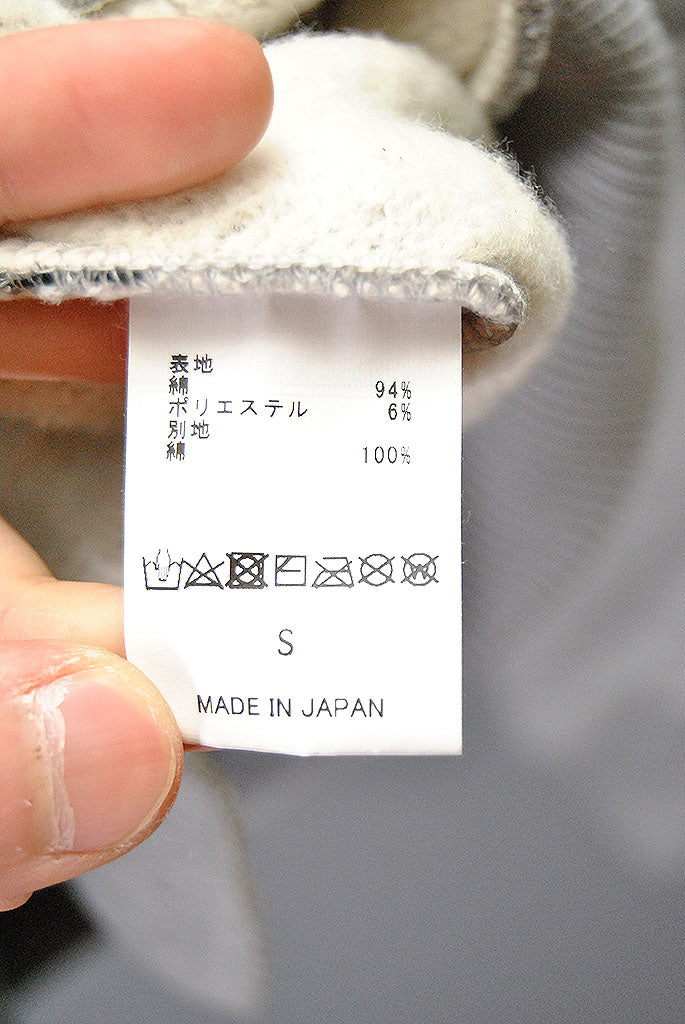 表地
綿 94%
ポリエステル 6%
別地
綿 100%
S
MADE IN JAPAN